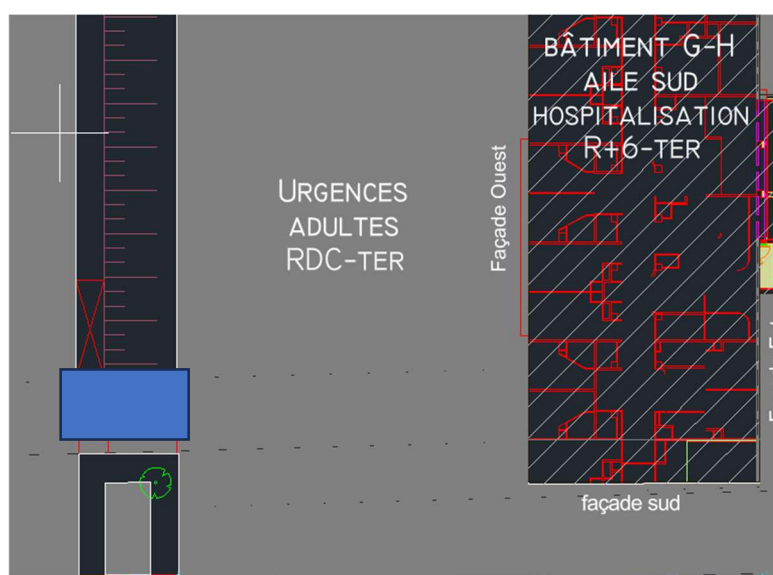 BÂTIMENT G-H
AILE SUD
HOSPITALISATION
R+6-TER
URGENCES
ADULTES
RDC-TER
Façade Ouest
façade sud